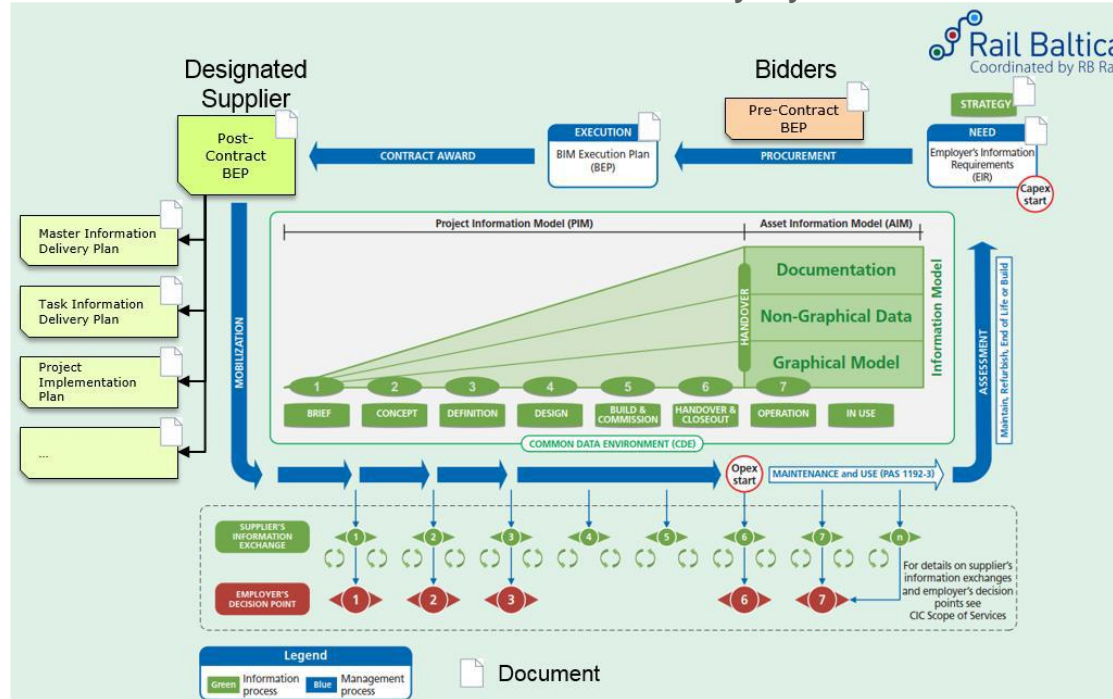 Rail Baltica
Coordinated by RB Rail
Designated
Supplier
Bidders
Post-
Contract
BEP
CONTRACT AWARD
EXECUTION
BIM Execution Plan
(BEP)
Pre-Contract
BEP
PROCUREMENT
STRATEGY
NEED
Employer's Information
Requirements
(EIR)
Capex
start
Master Information
Delivery Plan
Task Information
Delivery Plan
Project
Implementation
Plan
...
MOBILIZATION
Project Information Model (PIM)
Asset Information Model (AIM)
HANDOVER
Documentation
Non-Graphical Data
Graphical Model
Information Model
ASSESSMENT
Maintain, Refurbish, End of Life or Build
1 2 3 4 5 6 7
BRIEF CONCEPT DEFINITION DESIGN BUILD & COMMISSION HANDOVER & CLOSEOUT OPERATION IN USE
COMMON DATA ENVIRONMENT (CDE)
Opex
start
MAINTENANCE and USE (PAS 1192-3)
SUPPLIER'S
INFORMATION
EXCHANGE
1 2 3 4 5 6 7 n
For details on supplier's
information exchanges
and employer's decision
points see
CIC Scope of Services
EMPLOYER'S
DECISION POINT
1 2 3 6 7
Legend
Green Information process
Blue Management process
Document